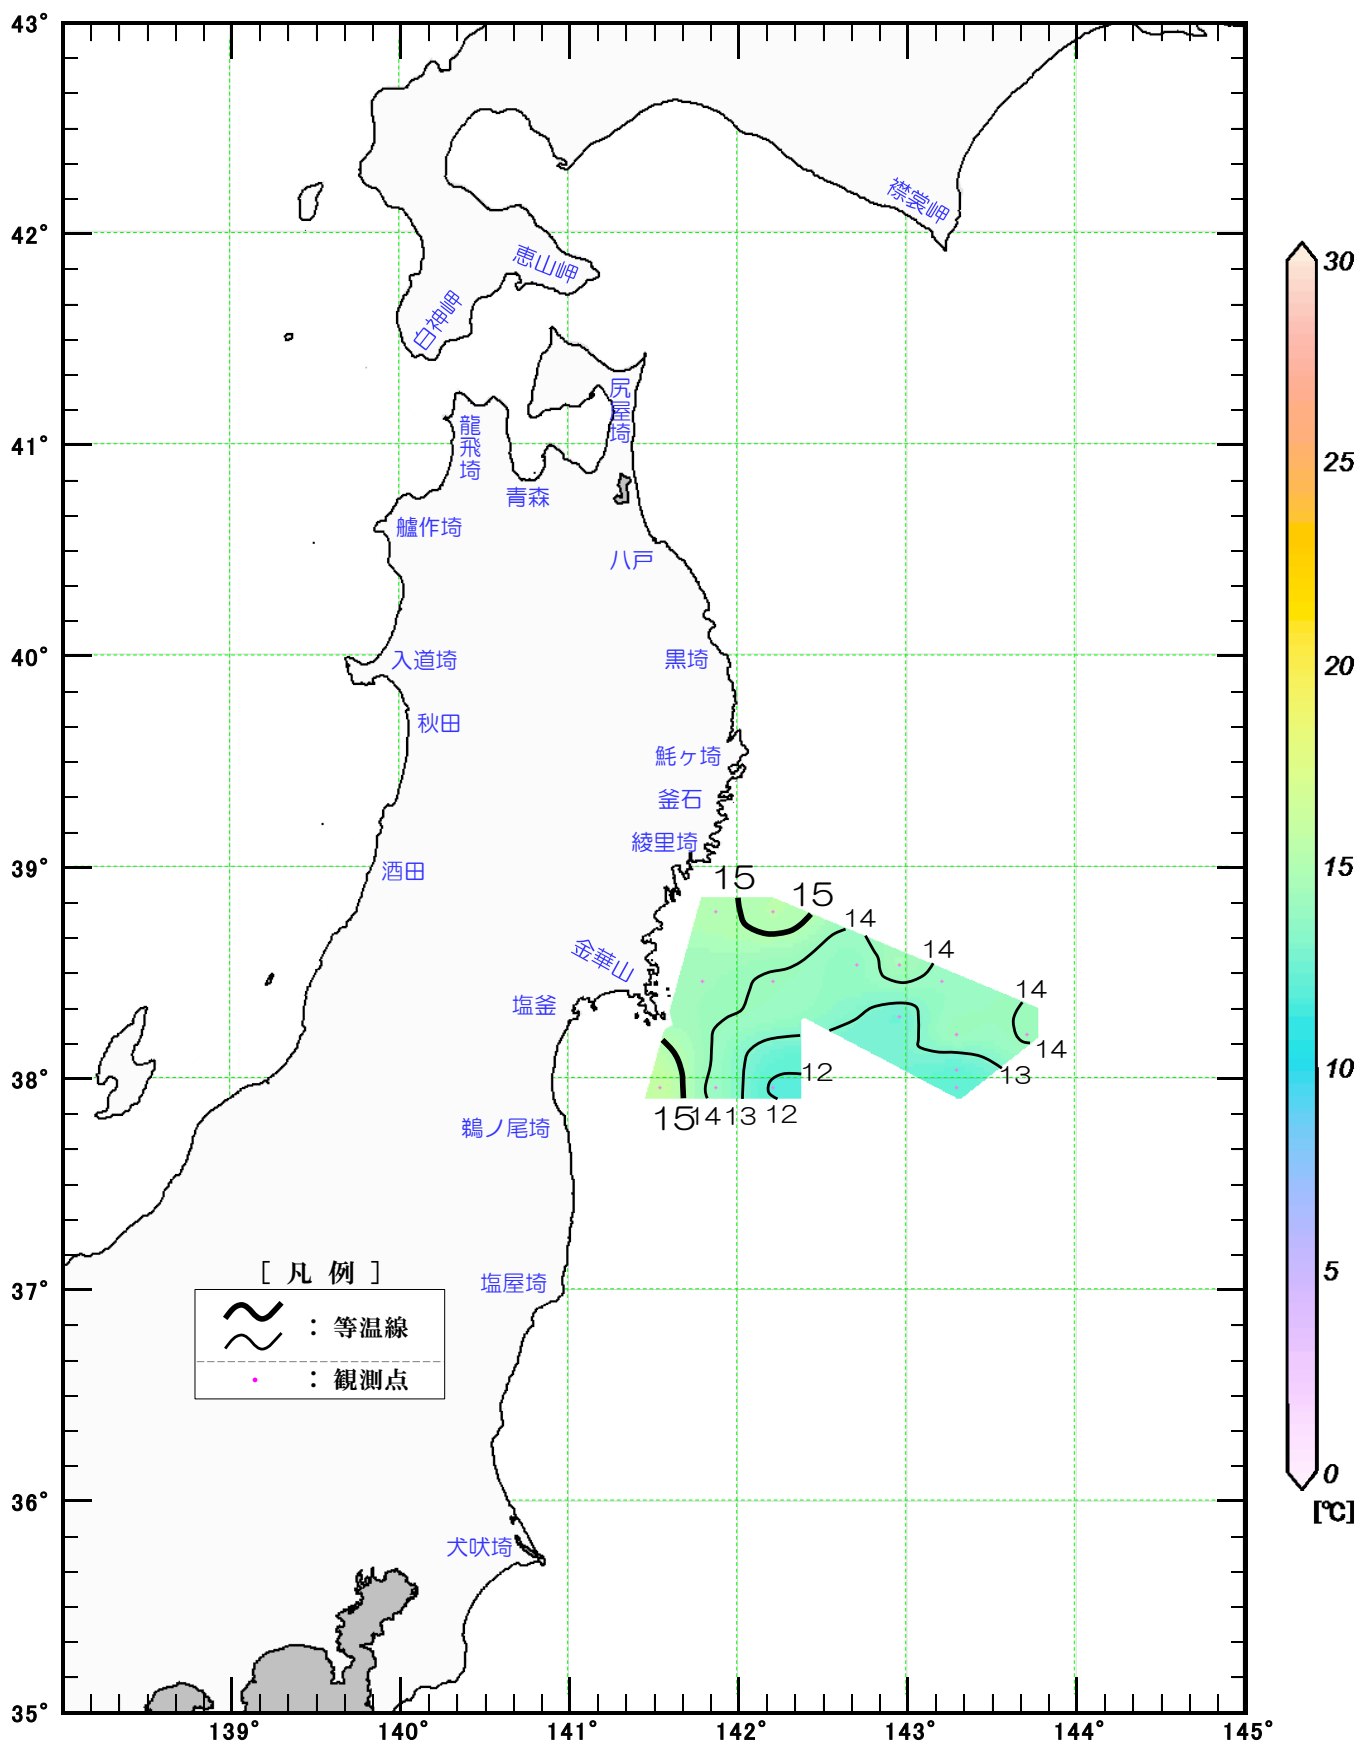 43°
42°
41°
40°
39°
38°
37°
36°
35°
139°
140°
141°
142°
143°
144°
145°
襟裳岬
恵山岬
白神岬
尻屋埼
龍飛埼
青森
艫作埼
八戸
入道埼
黒埼
秋田
魹ヶ埼
釜石
綾里埼
酒田
金華山
塩釜
鵜ノ尾埼
塩屋埼
犬吠埼
15
15
14
14
14
14
13
12
15
14
13
12
[ 凡 例 ]
: 等温線
: 観測点
30
25
20
15
10
5
0
[℃]